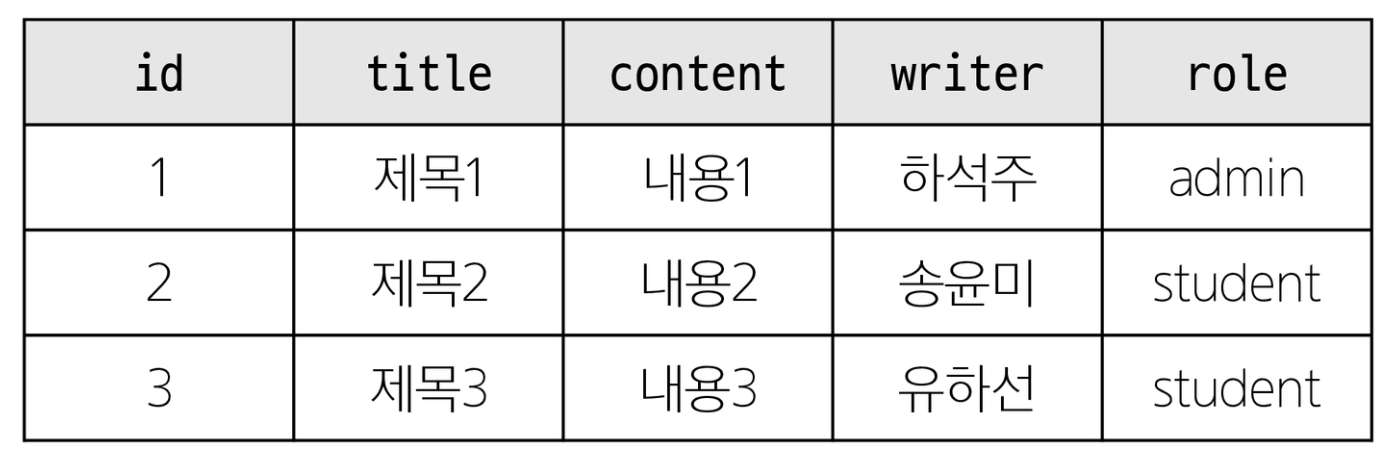 id title content writer role
1 제목1 내용1 하석주 admin
2 제목2 내용2 송윤미 student
3 제목3 내용3 유하선 student